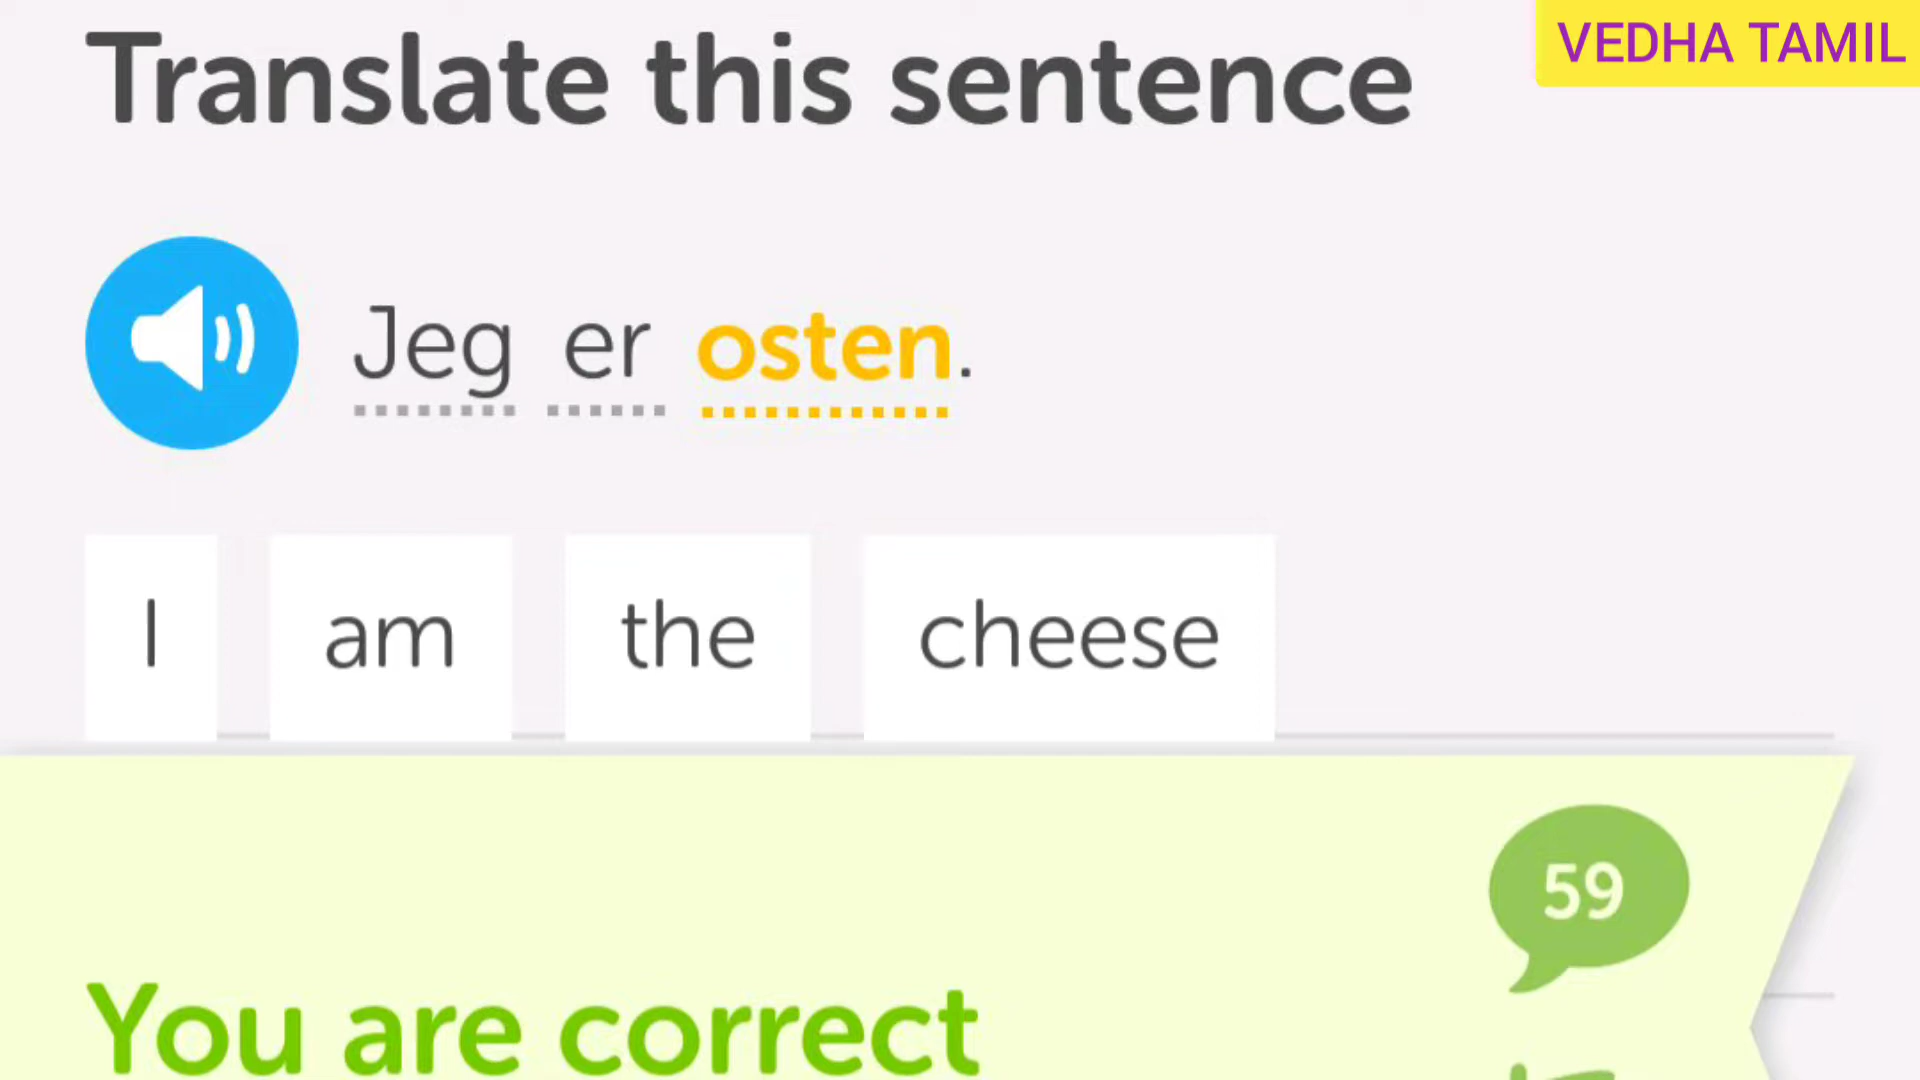 Translate this sentence
VEDHA TAMIL
Jeg er osten.
I am the cheese
59
You are correct